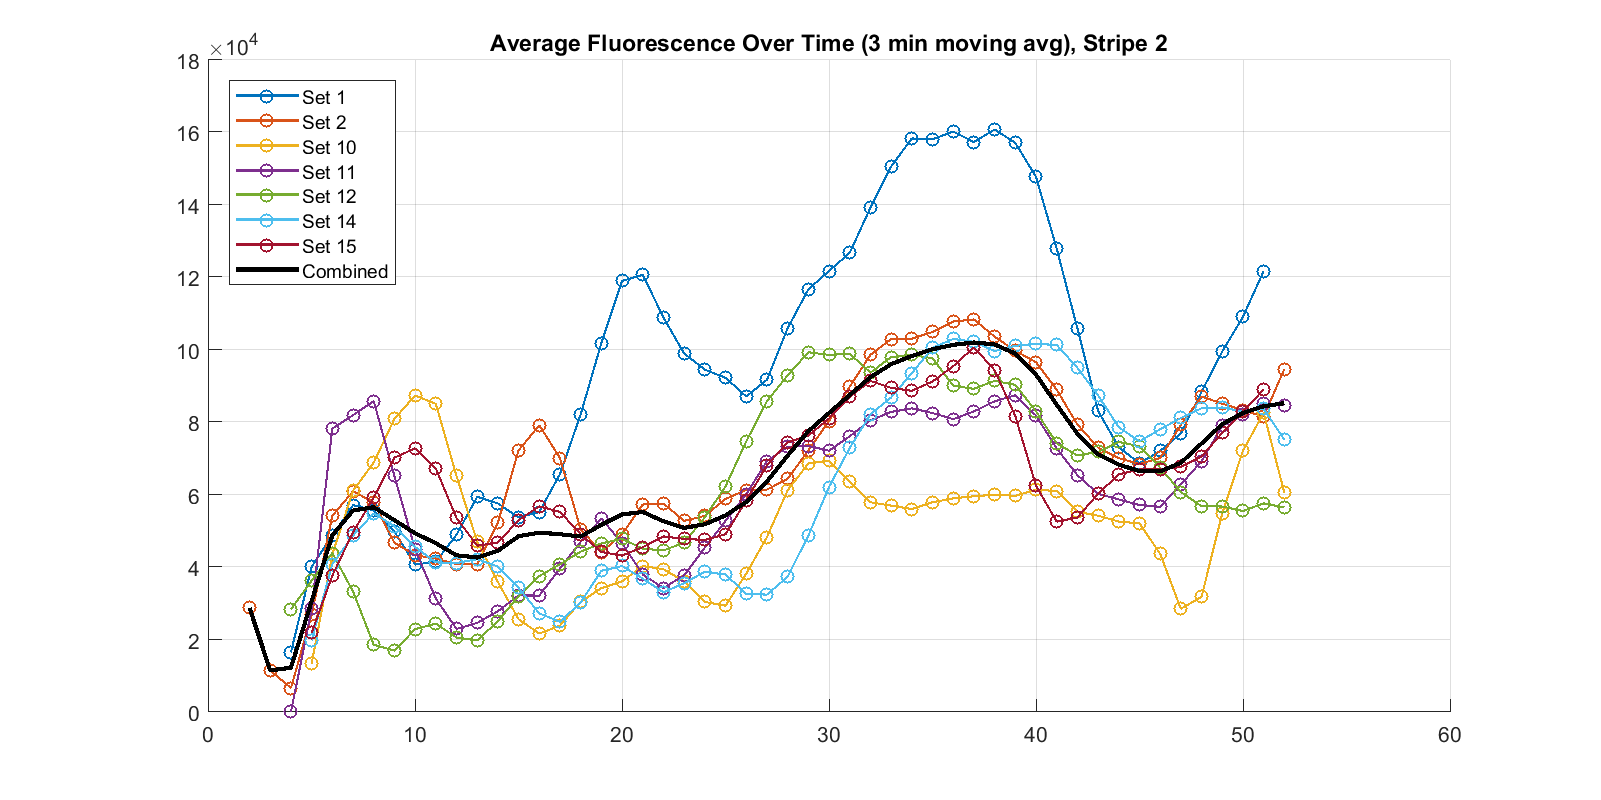 Average Fluorescence Over Time (3 min moving avg), Stripe 2
×10⁴
18
16
14
12
10
8
6
4
2
0
Set 1
Set 2
Set 10
Set 11
Set 12
Set 14
Set 15
Combined
0 10 20 30 40 50 60